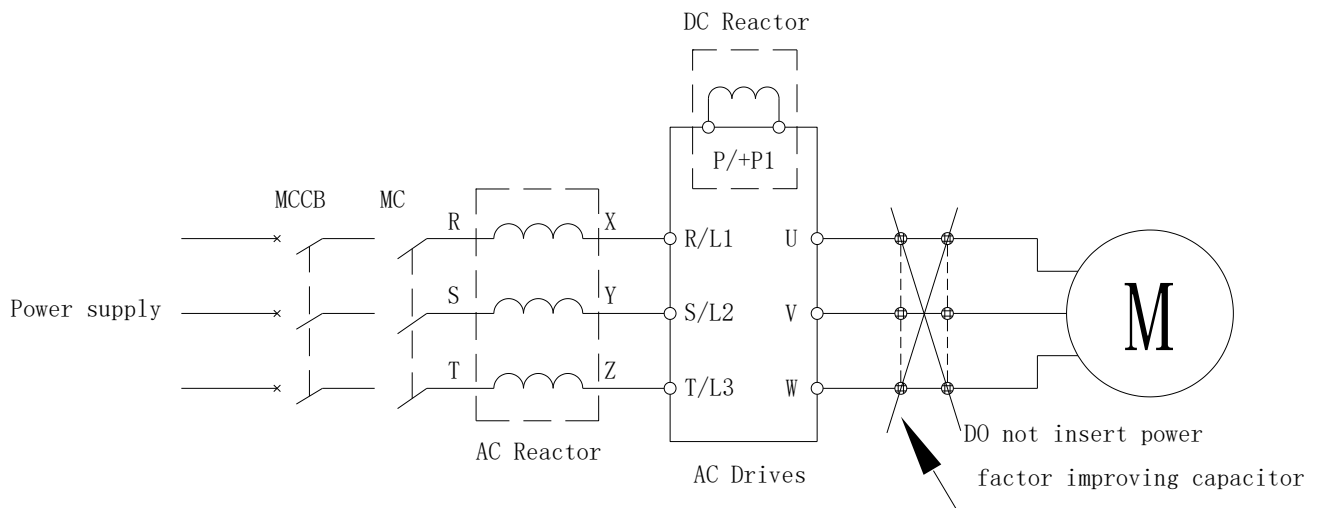 DC Reactor
P/+P1
MCCB
MC
R
X
R/L1
U
Power supply
S
Y
S/L2
V
M
T
Z
T/L3
W
AC Reactor
AC Drives
DO not insert power
factor improving capacitor